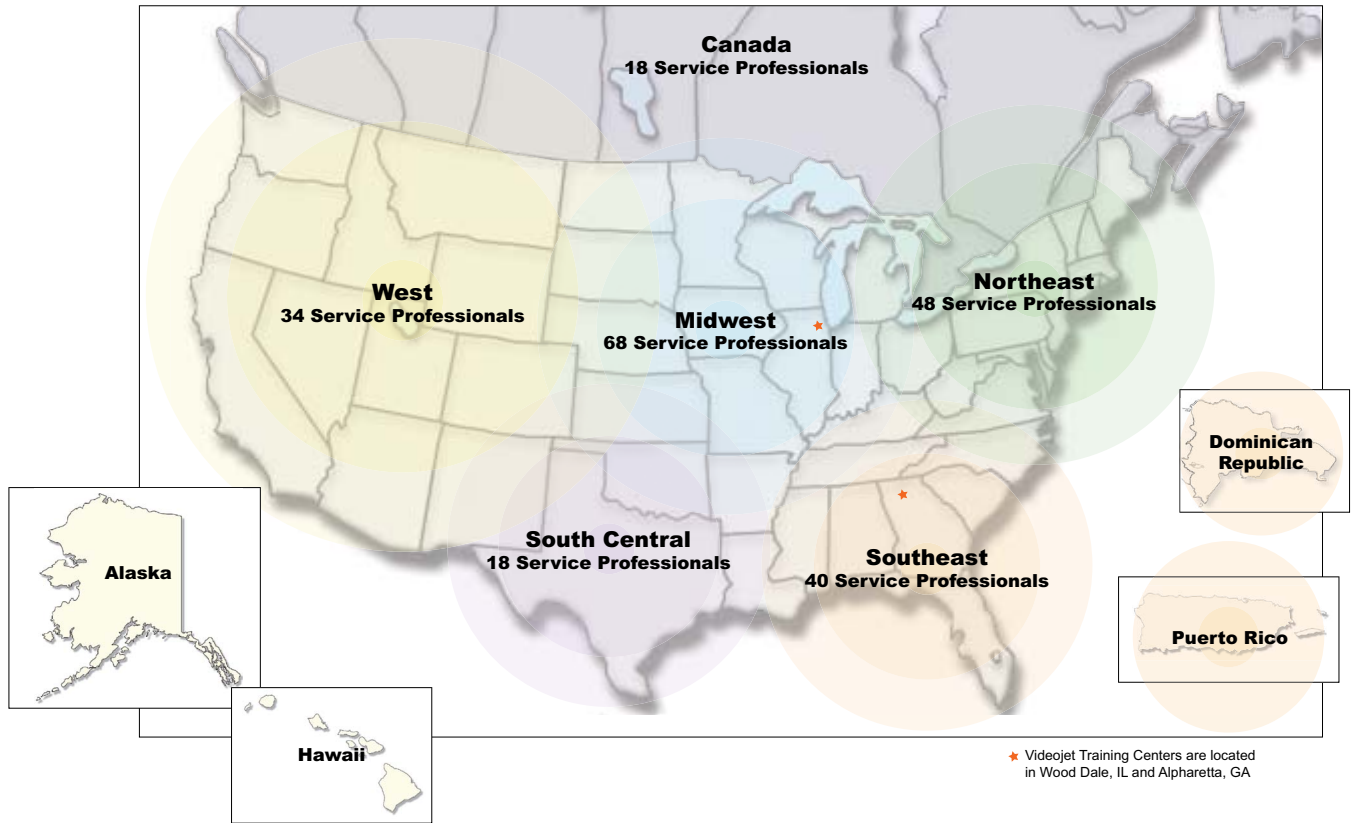 Canada
18 Service Professionals
West
34 Service Professionals
Midwest
68 Service Professionals
Northeast
48 Service Professionals
Dominican
Republic
South Central
18 Service Professionals
Southeast
40 Service Professionals
Alaska
Puerto Rico
Hawaii
Videojet Training Centers are located
in Wood Dale, IL and Alpharetta, GA